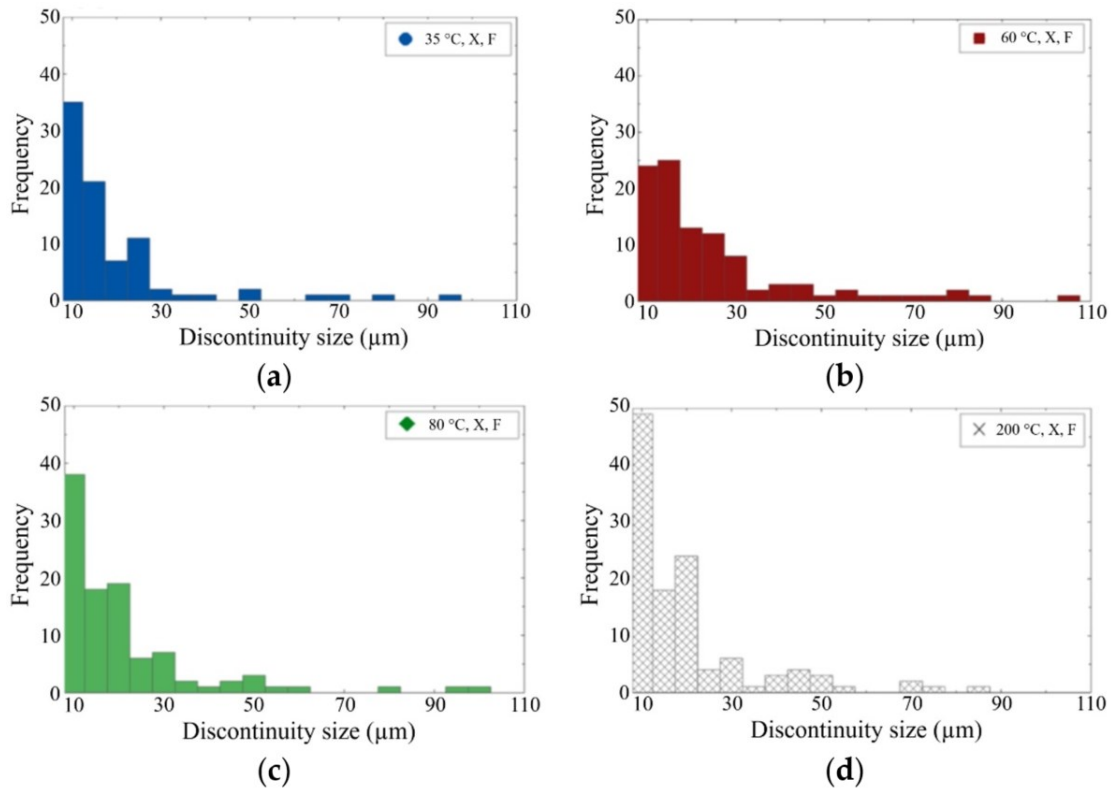 50
40
30
20
10
0
Frequency
35 °C, X, F
10 30 50 70 90 110
Discontinuity size (µm)
(a)
50
40
30
20
10
0
Frequency
60 °C, X, F
10 30 50 70 90 110
Discontinuity size (µm)
(b)
50
40
30
20
10
0
Frequency
80 °C, X, F
10 30 50 70 90 110
Discontinuity size (µm)
(c)
50
40
30
20
10
0
Frequency
200 °C, X, F
10 30 50 70 90 110
Discontinuity size (µm)
(d)